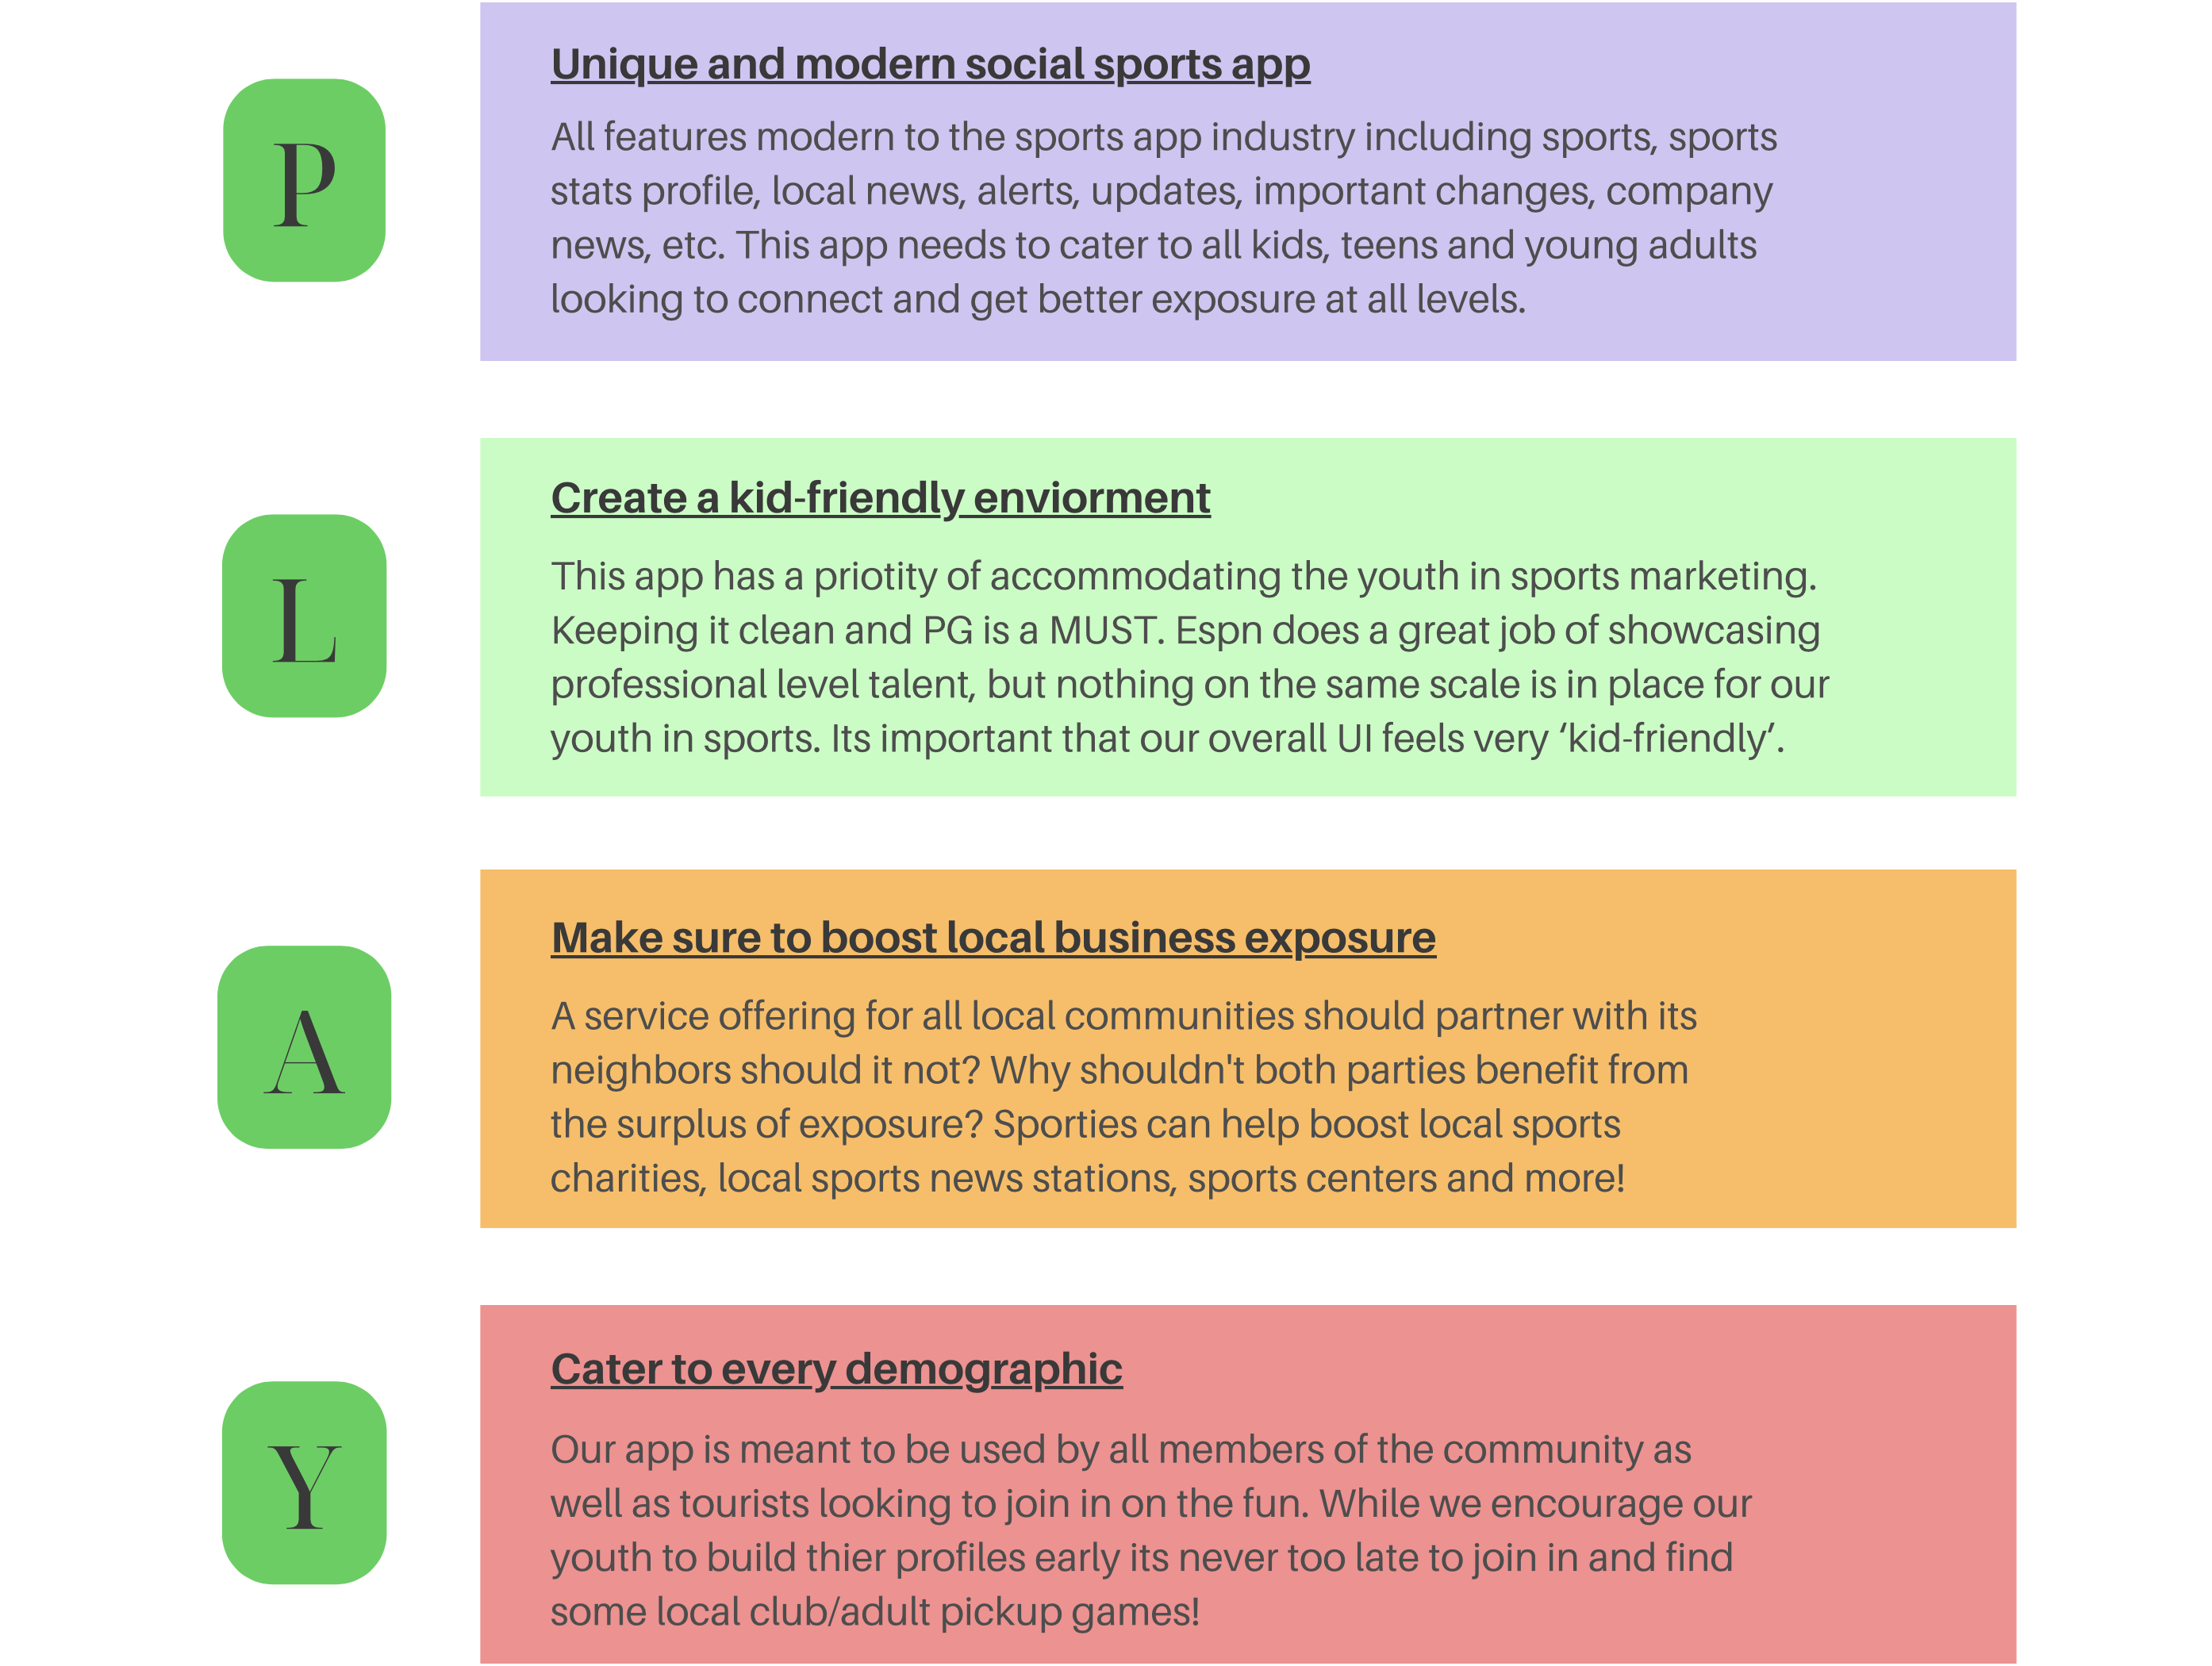 P
Unique and modern social sports app
All features modern to the sports app industry including sports, sports
stats profile, local news, alerts, updates, important changes, company
news, etc. This app needs to cater to all kids, teens and young adults
looking to connect and get better exposure at all levels.
L
Create a kid-friendly enviorment
This app has a priotity of accommodating the youth in sports marketing.
Keeping it clean and PG is a MUST. Espn does a great job of showcasing
professional level talent, but nothing on the same scale is in place for our
youth in sports. Its important that our overall UI feels very ‘kid-friendly’.
A
Make sure to boost local business exposure
A service offering for all local communities should partner with its
neighbors should it not? Why shouldn't both parties benefit from
the surplus of exposure? Sporties can help boost local sports
charities, local sports news stations, sports centers and more!
Y
Cater to every demographic
Our app is meant to be used by all members of the community as
well as tourists looking to join in on the fun. While we encourage our
youth to build thier profiles early its never too late to join in and find
some local club/adult pickup games!